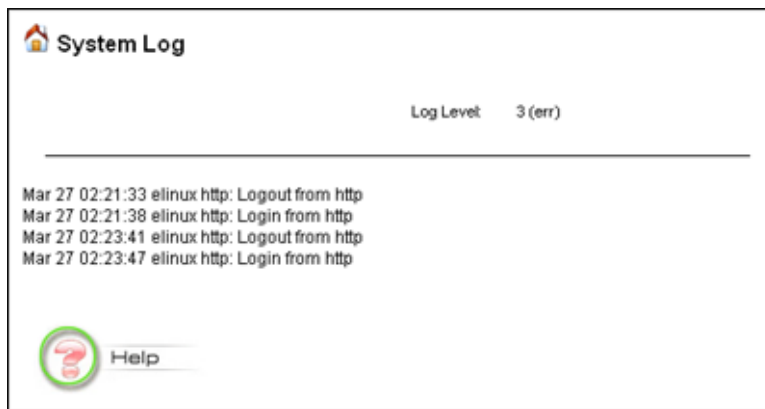 System Log
Log Level: 3 (err)
Mar 27 02:21:33 elinux http: Logout from http
Mar 27 02:21:38 elinux http: Login from http
Mar 27 02:23:41 elinux http: Logout from http
Mar 27 02:23:47 elinux http: Login from http
Help